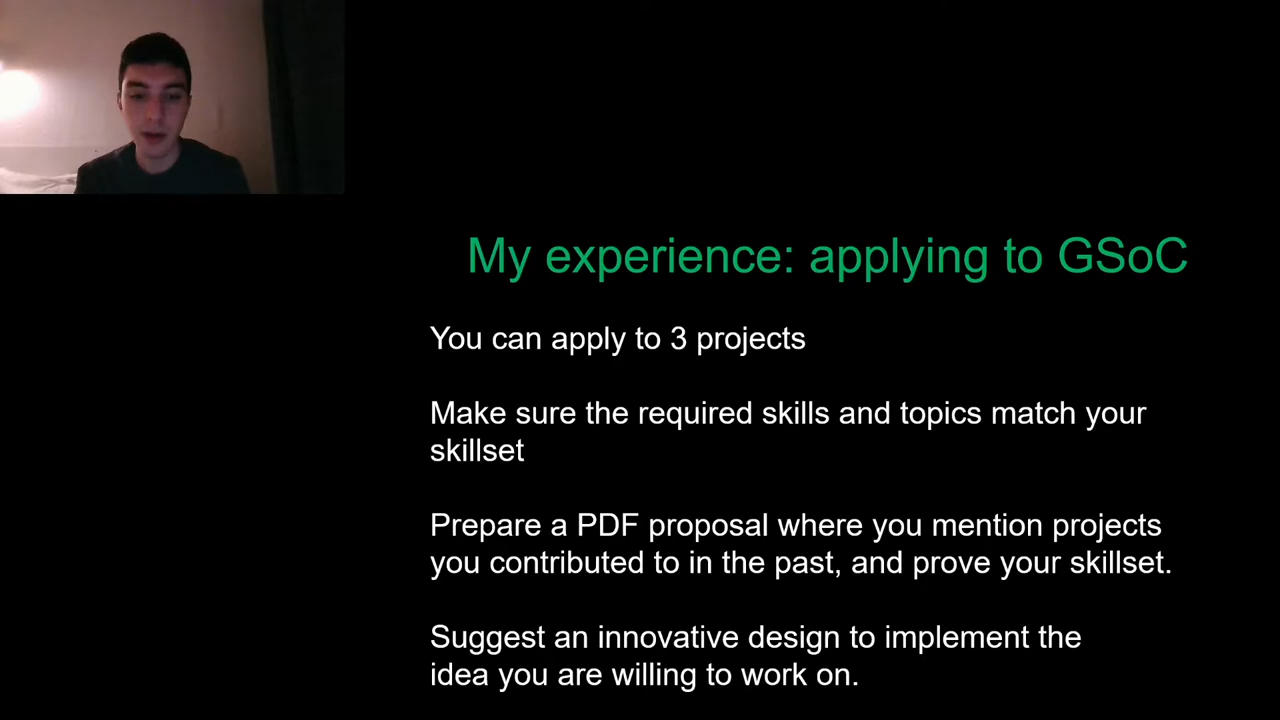 My experience: applying to GSoC
You can apply to 3 projects
Make sure the required skills and topics match your
skillset
Prepare a PDF proposal where you mention projects
you contributed to in the past, and prove your skillset.
Suggest an innovative design to implement the
idea you are willing to work on.